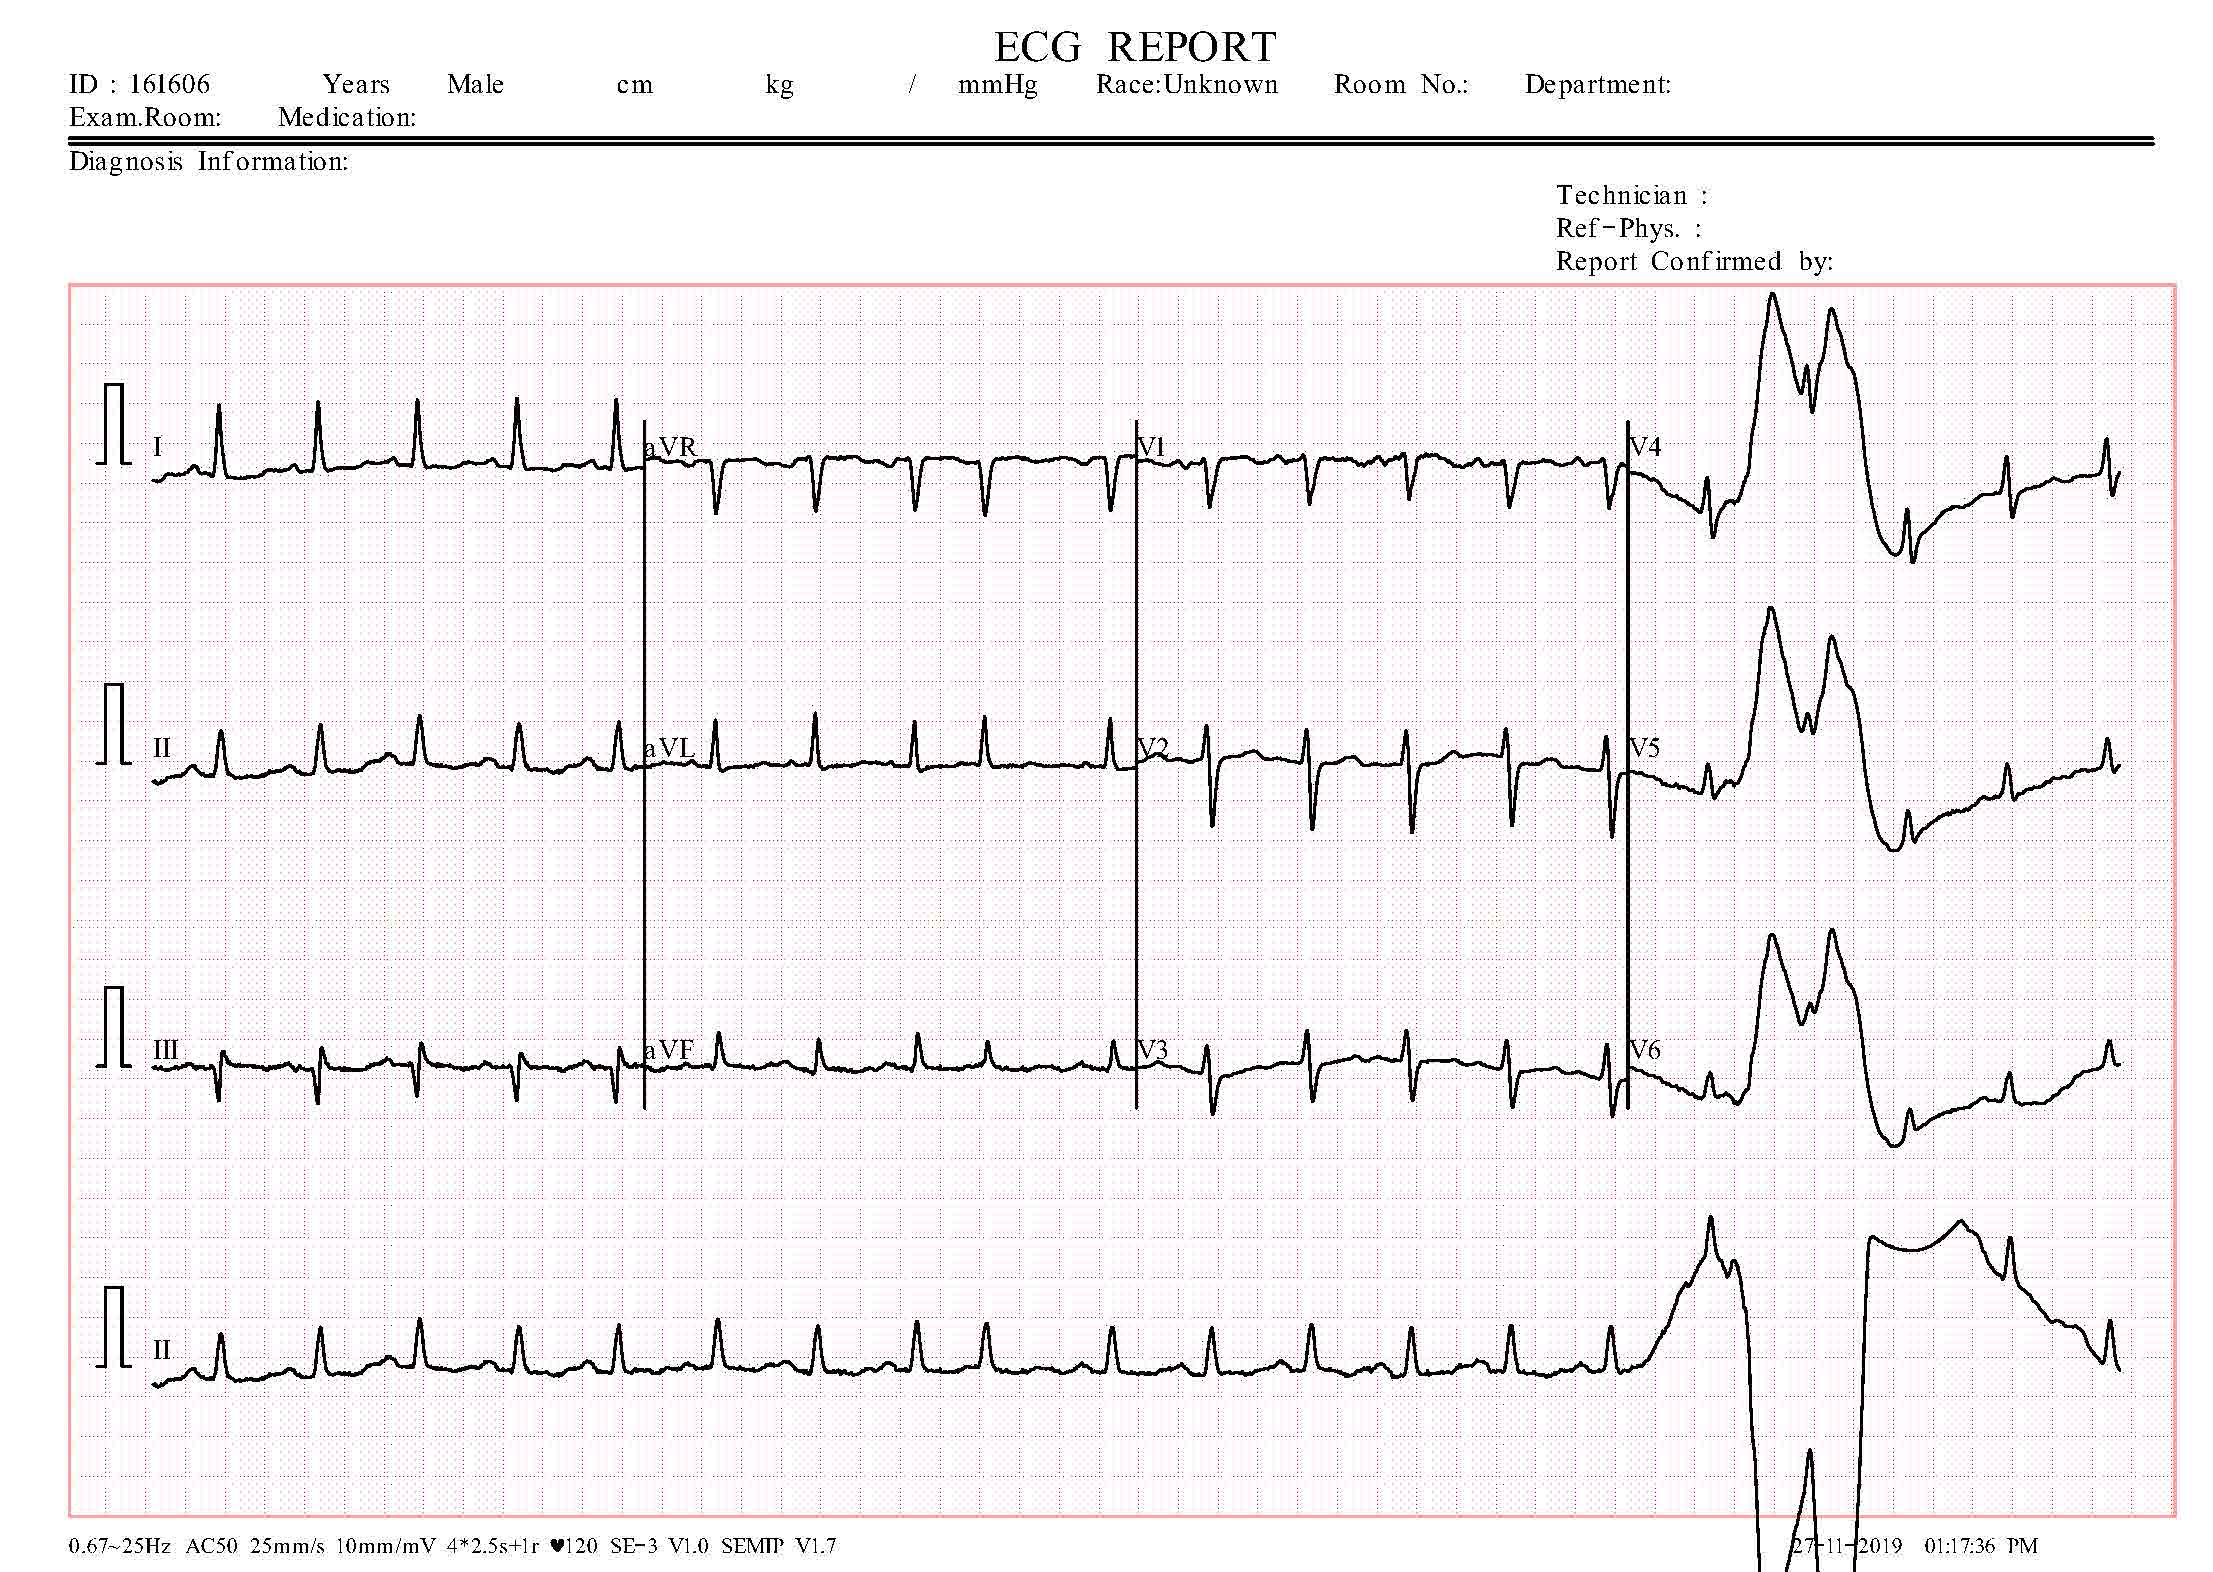 ECG REPORT
ID : 161606 Years Male cm kg / mmHg Race:Unknown Room No.: Department:
Exam.Room: Medication:
Diagnosis Information:
Technician :
Ref-Phys. :
Report Confirmed by:
I aVR V1 V4
II aVL V2 V5
III aVF V3 V6
II
0.67~25Hz AC50 25mm/s 10mm/mV 4*2.5s+1r ♥120 SE-3 V1.0 SEMIP V1.7 27-11-2019 01:17:36 PM